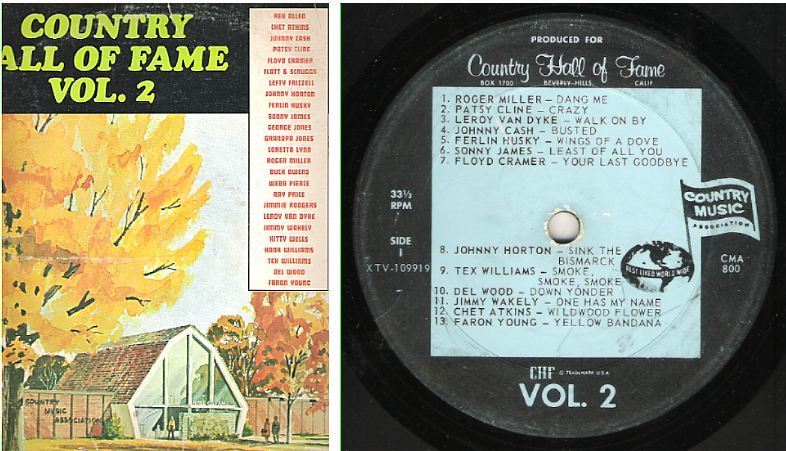 COUNTRY
ALL OF FAME
VOL. 2
REX ALLEN
CHET ATKINS
JOHNNY CASH
PATSY CLINE
FLOYD CRAMER
FLATT & SCRUGGS
LEFTY FRIZZELL
JOHNNY HORTON
FERLIN HUSKY
SONNY JAMES
GEORGE JONES
GRANDPA JONES
LORETTA LYNN
ROGER MILLER
BUCK OWENS
WEBB PIERCE
RAY PRICE
JIMMIE RODGERS
LEROY VAN DYKE
JIMMY WAKELY
KITTY WELLS
HANK WILLIAMS
TEX WILLIAMS
DEL WOOD
FARON YOUNG
COUNTRY
MUSIC
ASSOCIATION
PRODUCED FOR
Country Hall of Fame
BOX 1700 BEVERLY-HILLS, CALIF
1. ROGER MILLER – DANG ME
2. PATSY CLINE – CRAZY
3. LEROY VAN DYKE – WALK ON BY
4. JOHNNY CASH – BUSTED
5. FERLIN HUSKY – WINGS OF A DOVE
6. SONNY JAMES – LEAST OF ALL YOU
7. FLOYD CRAMER – YOUR LAST GOODBYE
33⅓
RPM
SIDE
1
XTV-109919
COUNTRY
MUSIC
ASSOCIATION
BEST LIKED WORLD WIDE
CMA
800
8. JOHNNY HORTON – SINK THE
BISMARCK
9. TEX WILLIAMS – SMOKE,
SMOKE, SMOKE
10. DEL WOOD – DOWN YONDER
11. JIMMY WAKELY – ONE HAS MY NAME
12. CHET ATKINS – WILDWOOD FLOWER
13. FARON YOUNG – YELLOW BANDANA
CHF © TRADEMARK U.S.A
VOL. 2